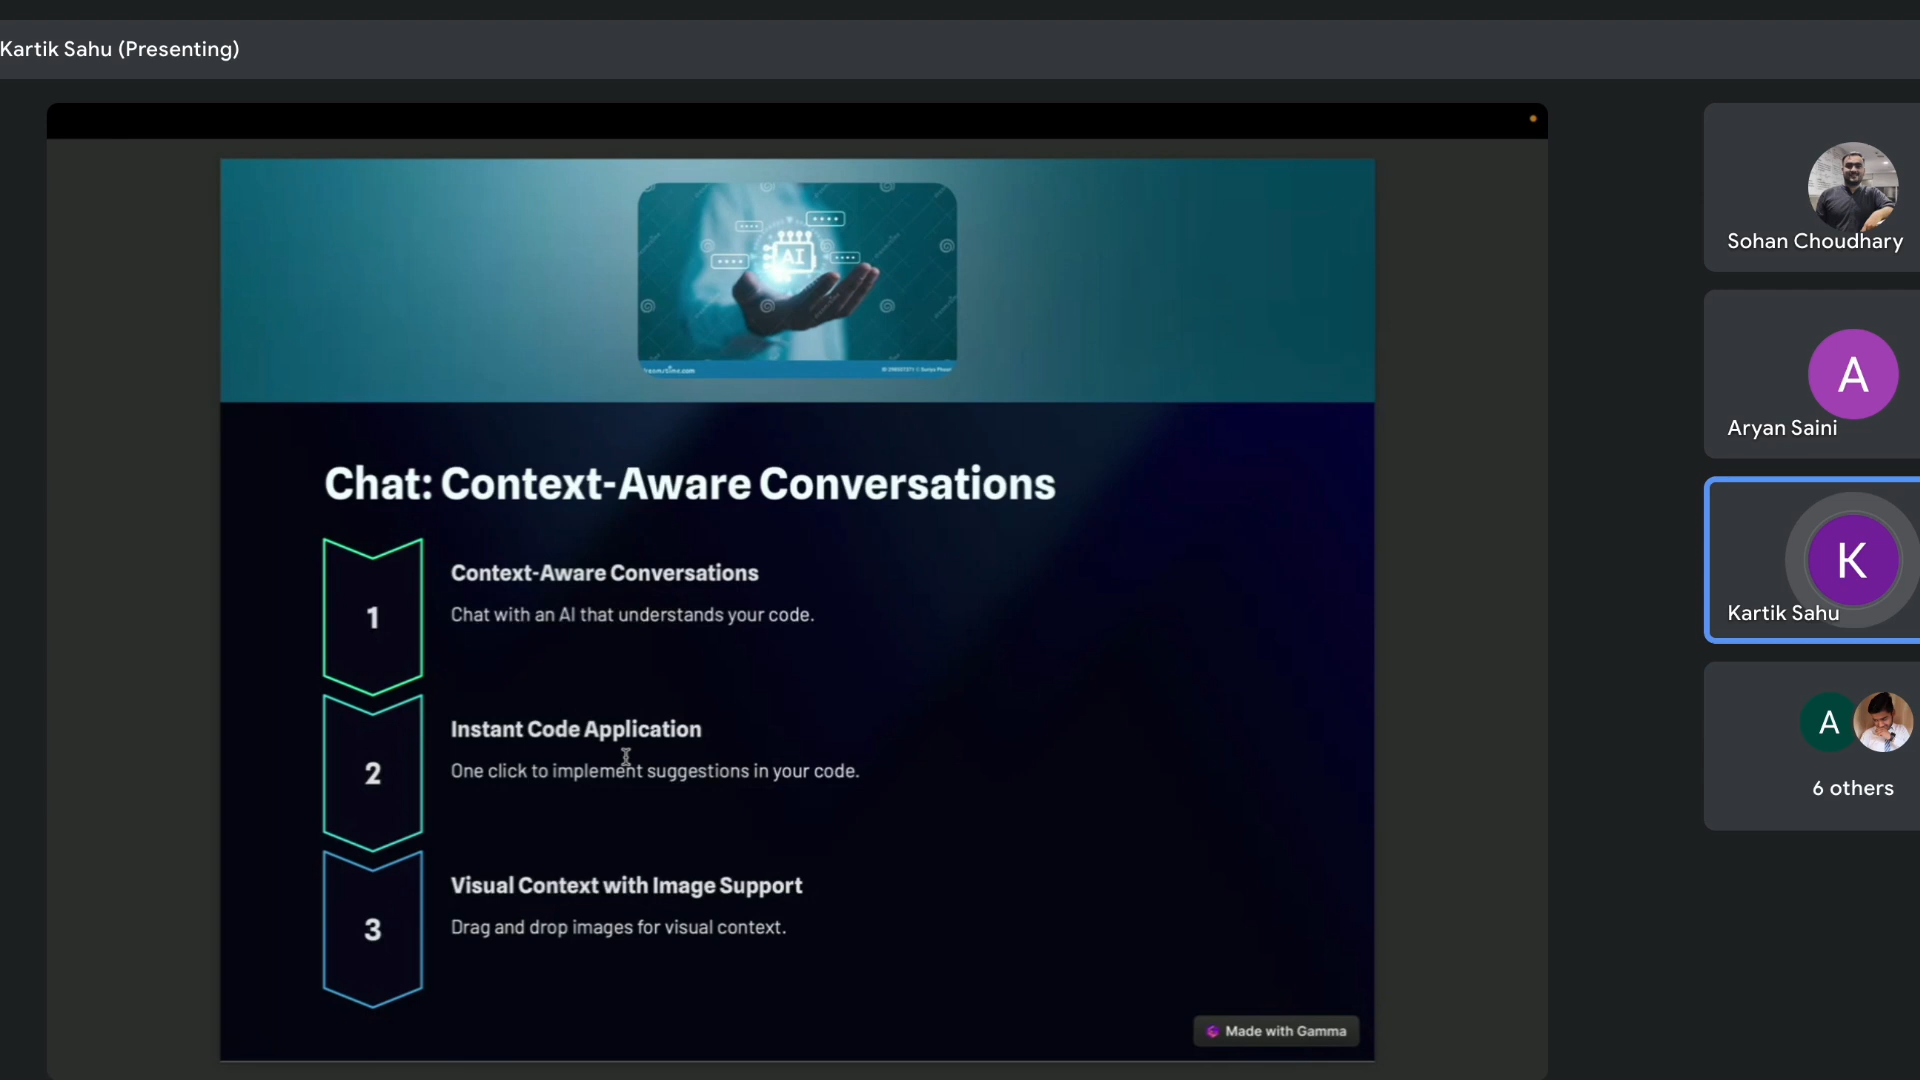 Kartik Sahu (Presenting)
AI
Chat: Context-Aware Conversations
1
Context-Aware Conversations
Chat with an AI that understands your code.
2
Instant Code Application
One click to implement suggestions in your code.
3
Visual Context with Image Support
Drag and drop images for visual context.
Made with Gamma
Sohan Choudhary
A
Aryan Saini
K
Kartik Sahu
A
6 others